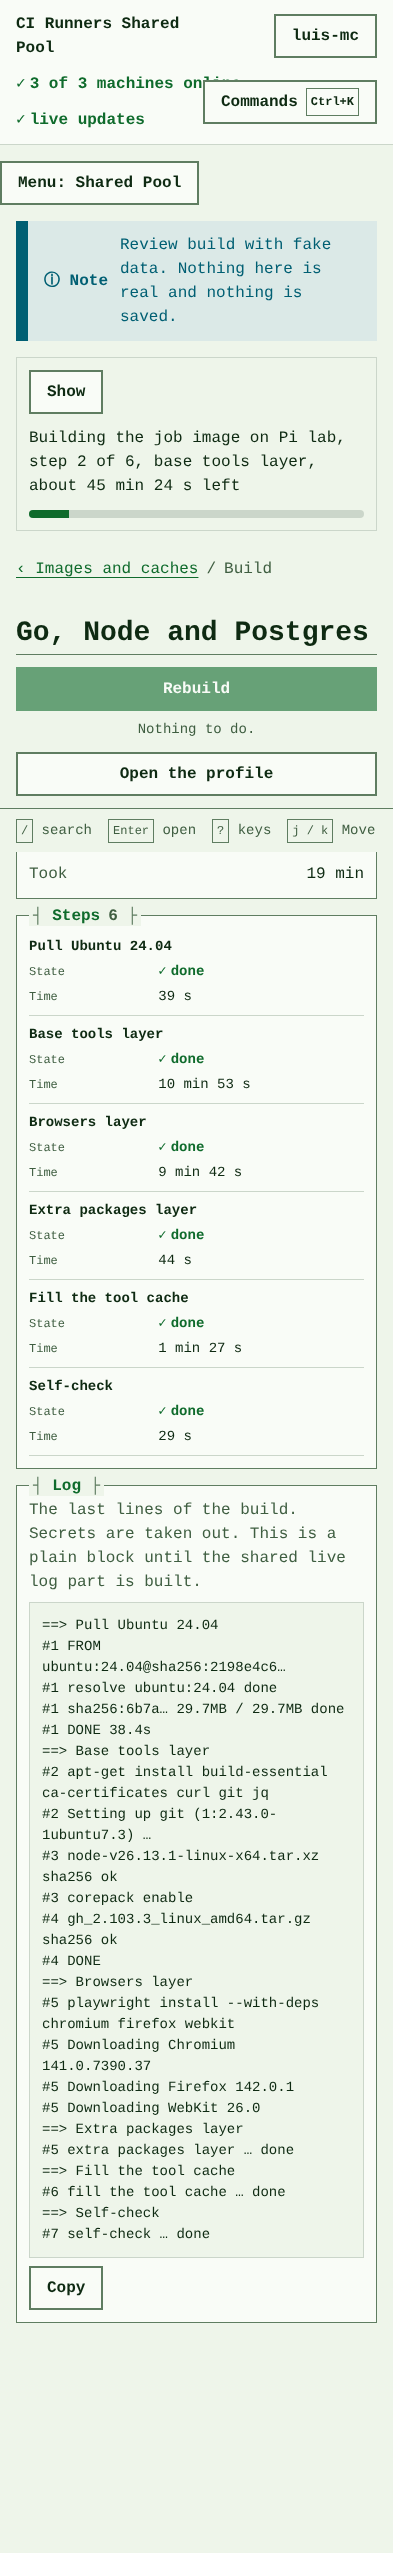 CI Runners Shared
Pool
luis-mc
✓ 3 of 3 machines online
Commands Ctrl+K
✓ live updates
Menu: Shared Pool
ⓘ Note
Review build with fake
data. Nothing here is
real and nothing is
saved.
Show
Building the job image on Pi lab,
step 2 of 6, base tools layer,
about 45 min 24 s left
‹ Images and caches / Build
Go, Node and Postgres
Rebuild
Nothing to do.
Open the profile
/ search Enter open ? keys j / k Move
Took 19 min
Steps 6
Pull Ubuntu 24.04
State ✓ done
Time 39 s
Base tools layer
State ✓ done
Time 10 min 53 s
Browsers layer
State ✓ done
Time 9 min 42 s
Extra packages layer
State ✓ done
Time 44 s
Fill the tool cache
State ✓ done
Time 1 min 27 s
Self-check
State ✓ done
Time 29 s
Log
The last lines of the build.
Secrets are taken out. This is a
plain block until the shared live
log part is built.
==> Pull Ubuntu 24.04
#1 FROM
ubuntu:24.04@sha256:2198e4c6…
#1 resolve ubuntu:24.04 done
#1 sha256:6b7a… 29.7MB / 29.7MB done
#1 DONE 38.4s
==> Base tools layer
#2 apt-get install build-essential
ca-certificates curl git jq
#2 Setting up git (1:2.43.0-
1ubuntu7.3) …
#3 node-v26.13.1-linux-x64.tar.xz
sha256 ok
#3 corepack enable
#4 gh_2.103.3_linux_amd64.tar.gz
sha256 ok
#4 DONE
==> Browsers layer
#5 playwright install --with-deps
chromium firefox webkit
#5 Downloading Chromium
141.0.7390.37
#5 Downloading Firefox 142.0.1
#5 Downloading WebKit 26.0
==> Extra packages layer
#5 extra packages layer … done
==> Fill the tool cache
#6 fill the tool cache … done
==> Self-check
#7 self-check … done
Copy